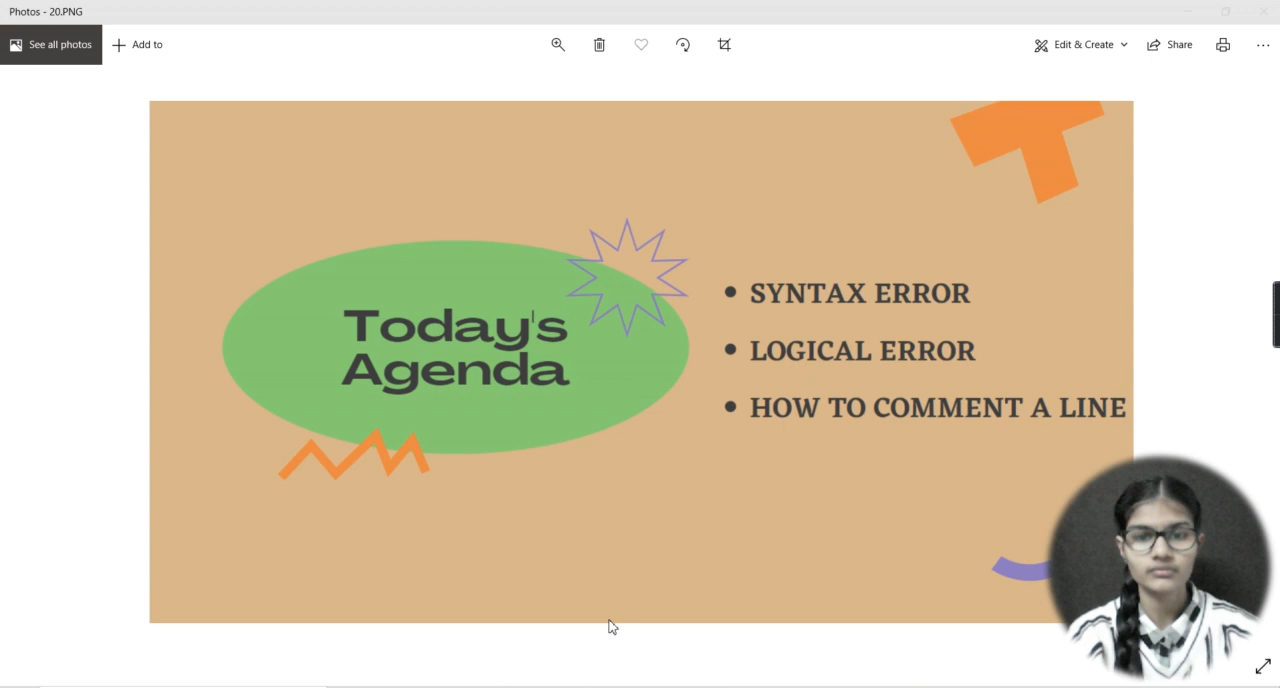 Photos - 20.PNG
See all photos
Add to
Edit & Create
Share
Today's
Agenda
SYNTAX ERROR
LOGICAL ERROR
HOW TO COMMENT A LINE